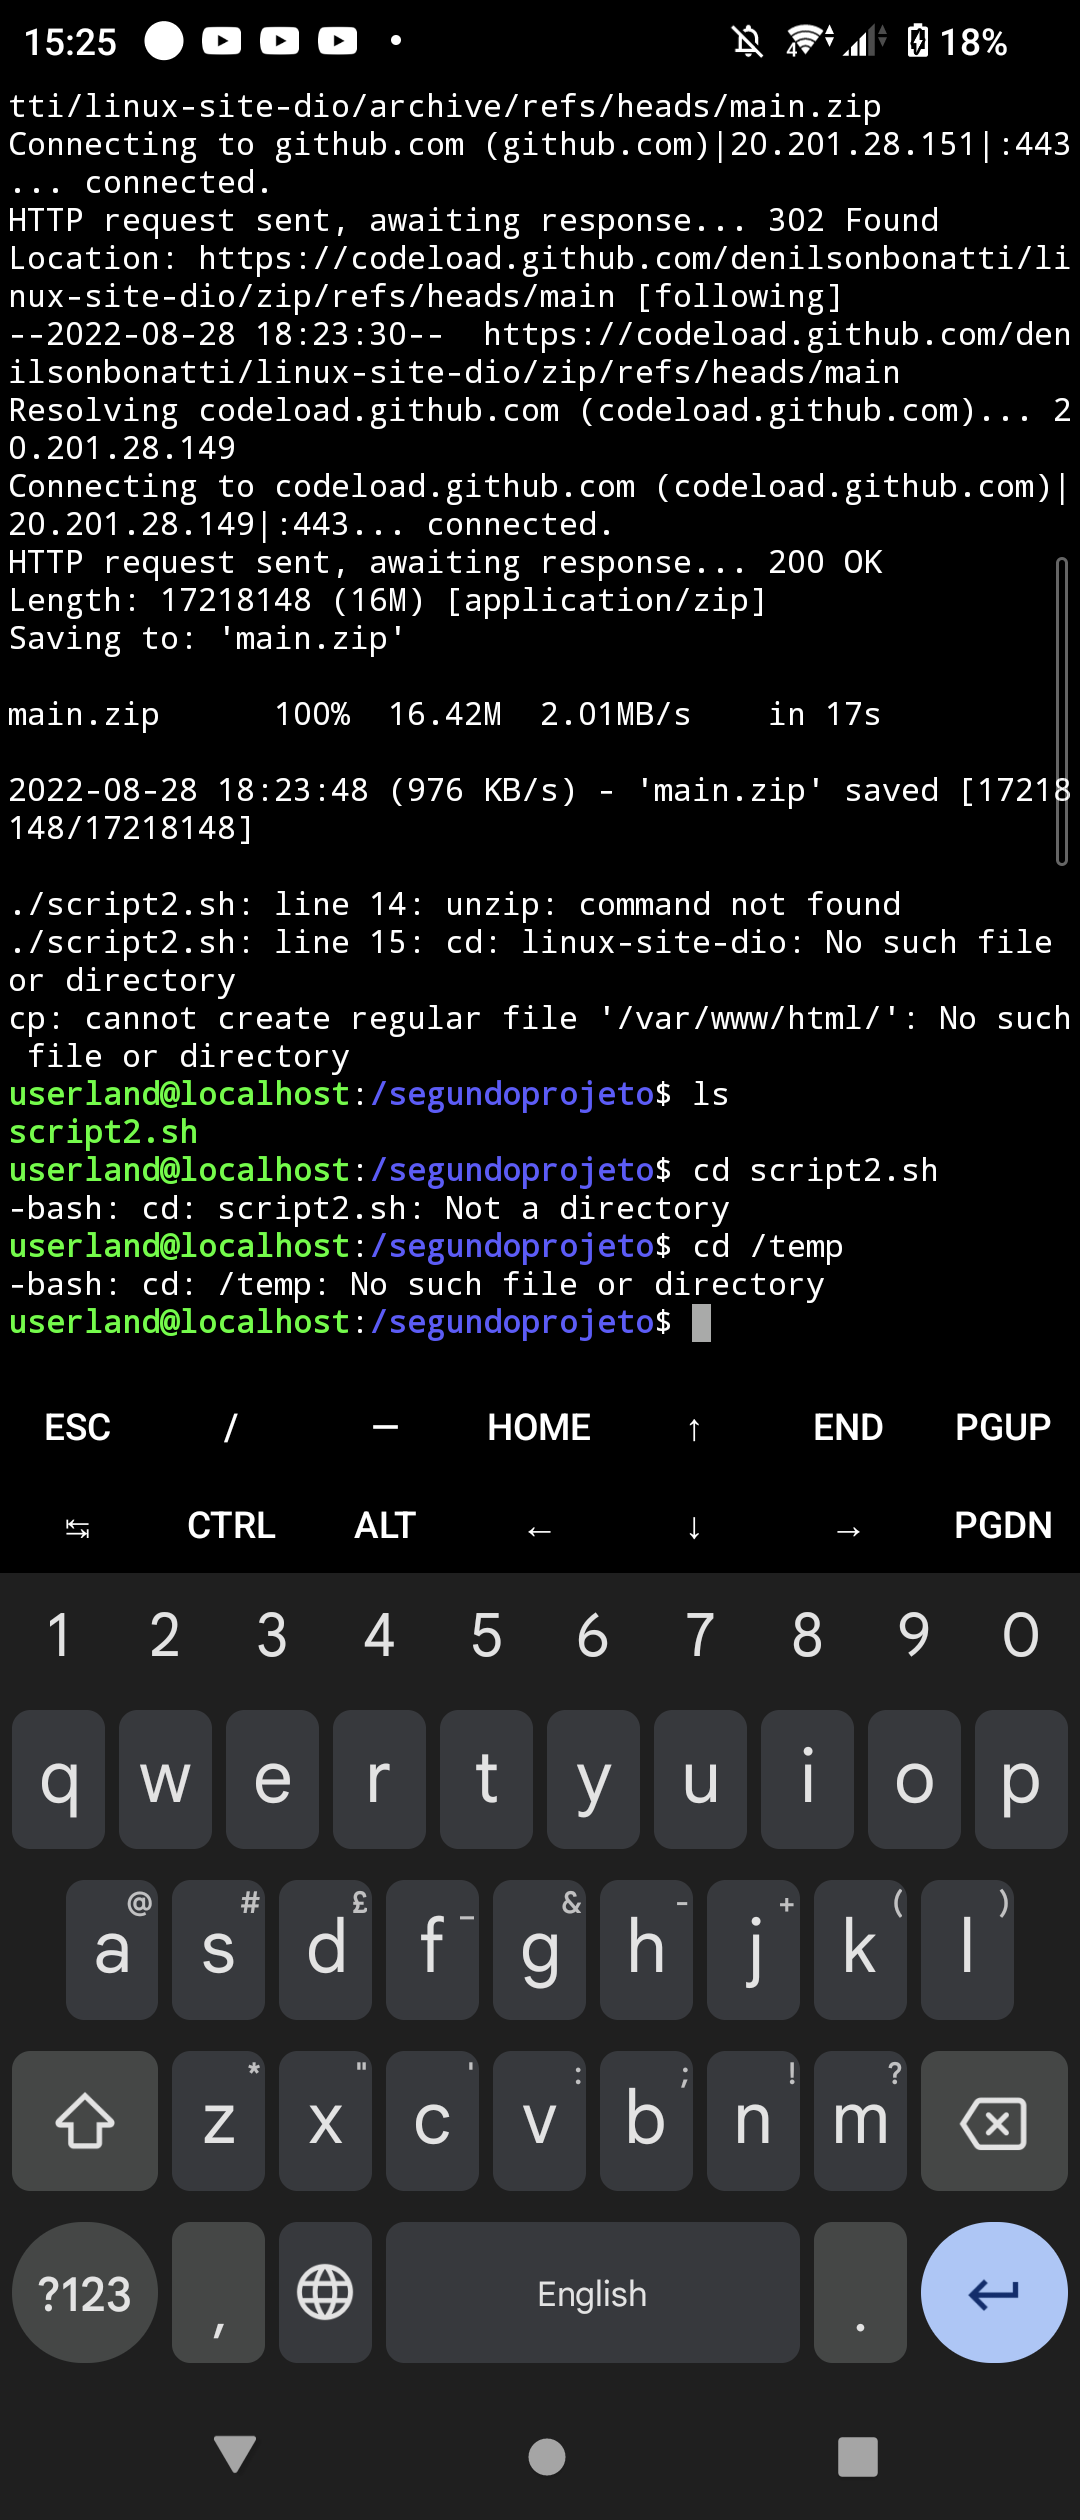 15:25
4
18%
tti/linux-site-dio/archive/refs/heads/main.zip
Connecting to github.com (github.com)|20.201.28.151|:443
... connected.
HTTP request sent, awaiting response... 302 Found
Location: https://codeload.github.com/denilsonbonatti/li
nux-site-dio/zip/refs/heads/main [following]
--2022-08-28 18:23:30--  https://codeload.github.com/den
ilsonbonatti/linux-site-dio/zip/refs/heads/main
Resolving codeload.github.com (codeload.github.com)... 2
0.201.28.149
Connecting to codeload.github.com (codeload.github.com)|
20.201.28.149|:443... connected.
HTTP request sent, awaiting response... 200 OK
Length: 17218148 (16M) [application/zip]
Saving to: 'main.zip'
main.zip      100%  16.42M  2.01MB/s    in 17s
2022-08-28 18:23:48 (976 KB/s) - 'main.zip' saved [17218
148/17218148]
./script2.sh: line 14: unzip: command not found
./script2.sh: line 15: cd: linux-site-dio: No such file
or directory
cp: cannot create regular file '/var/www/html/': No such
 file or directory
userland@localhost:/segundoprojeto$ ls
script2.sh
userland@localhost:/segundoprojeto$ cd script2.sh
-bash: cd: script2.sh: Not a directory
userland@localhost:/segundoprojeto$ cd /temp
-bash: cd: /temp: No such file or directory
userland@localhost:/segundoprojeto$
ESC / — HOME ↑ END PGUP
↹ CTRL ALT ← ↓ → PGDN
1 2 3 4 5 6 7 8 9 0
q w e r t y u i o p
@ # £ _ & - + ( )
a s d f g h j k l
* " ' : ; ! ?
z x c v b n m
?123 , English .